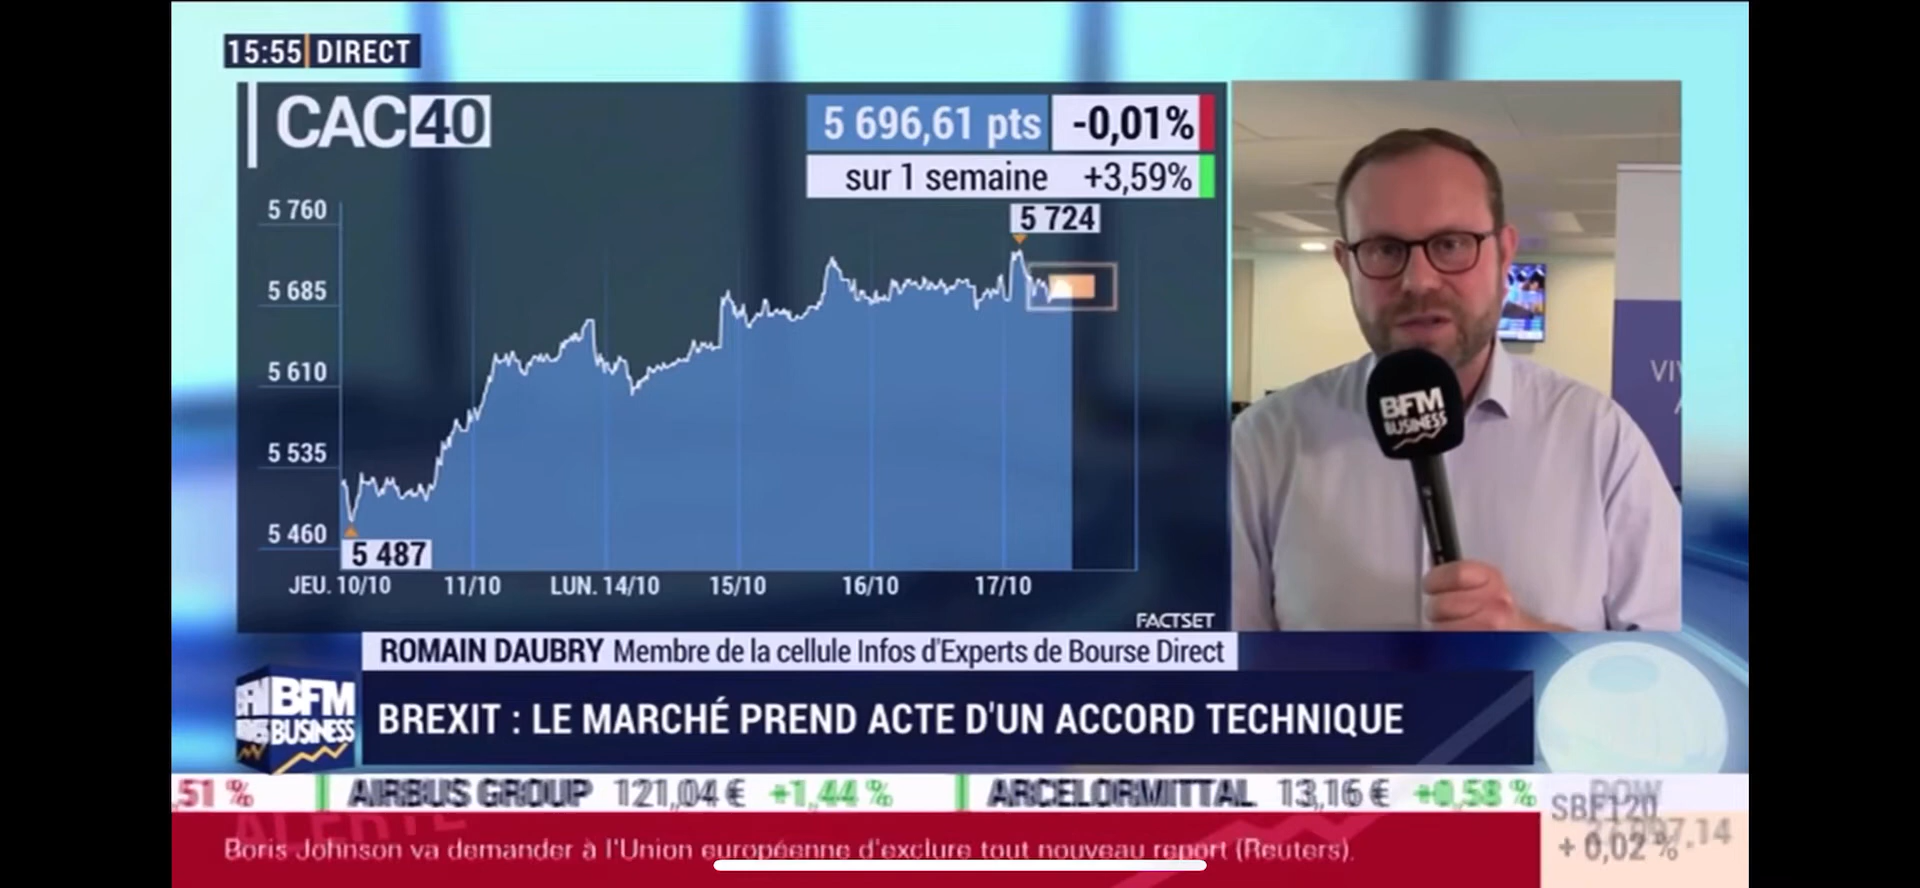 15:55 DIRECT
CAC40
5 696,61 pts -0,01%
sur 1 semaine +3,59%
5 724
5 760
5 685
5 610
5 535
5 460
5 487
JEU. 10/10 11/10 LUN. 14/10 15/10 16/10 17/10
FACTSET
BFM
BUSINESS
ROMAIN DAUBRY Membre de la cellule Infos d'Experts de Bourse Direct
BFM
BUSINESS
BREXIT : LE MARCHÉ PREND ACTE D'UN ACCORD TECHNIQUE
,51 % AIRBUS GROUP 121,04 € +1,44 % ARCELORMITTAL 13,16 € +0,58 %
SBF120
+ 0,02 %
ALERTE
Boris Johnson va demander à l'Union européenne d'exclure tout nouveau report (Reuters).